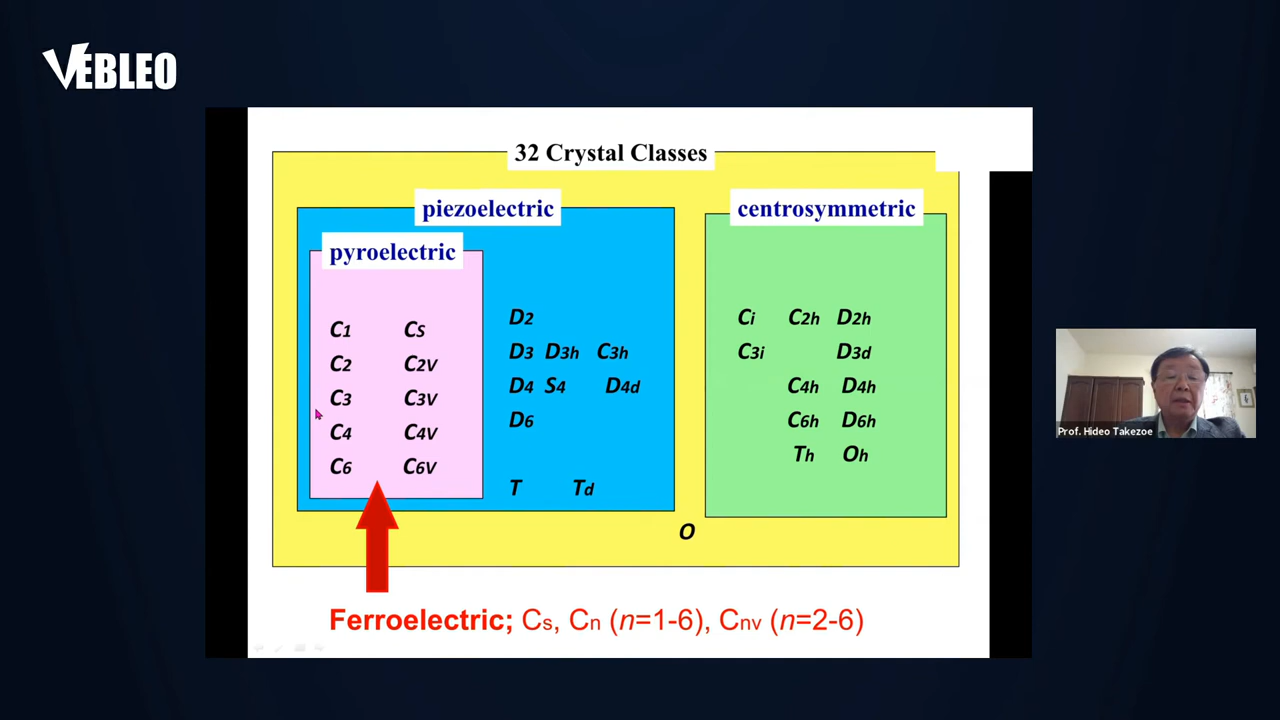 VEBLEO
32 Crystal Classes
piezoelectric
centrosymmetric
pyroelectric
C1 CS
C2 C2V
C3 C3V
C4 C4V
C6 C6V
D2
D3 D3h C3h
D4 S4 D4d
D6
T Td
Ci C2h D2h
C3i D3d
C4h D4h
C6h D6h
Th Oh
O
Ferroelectric; Cs, Cn (n=1-6), Cnv (n=2-6)
Prof. Hideo Takezoe